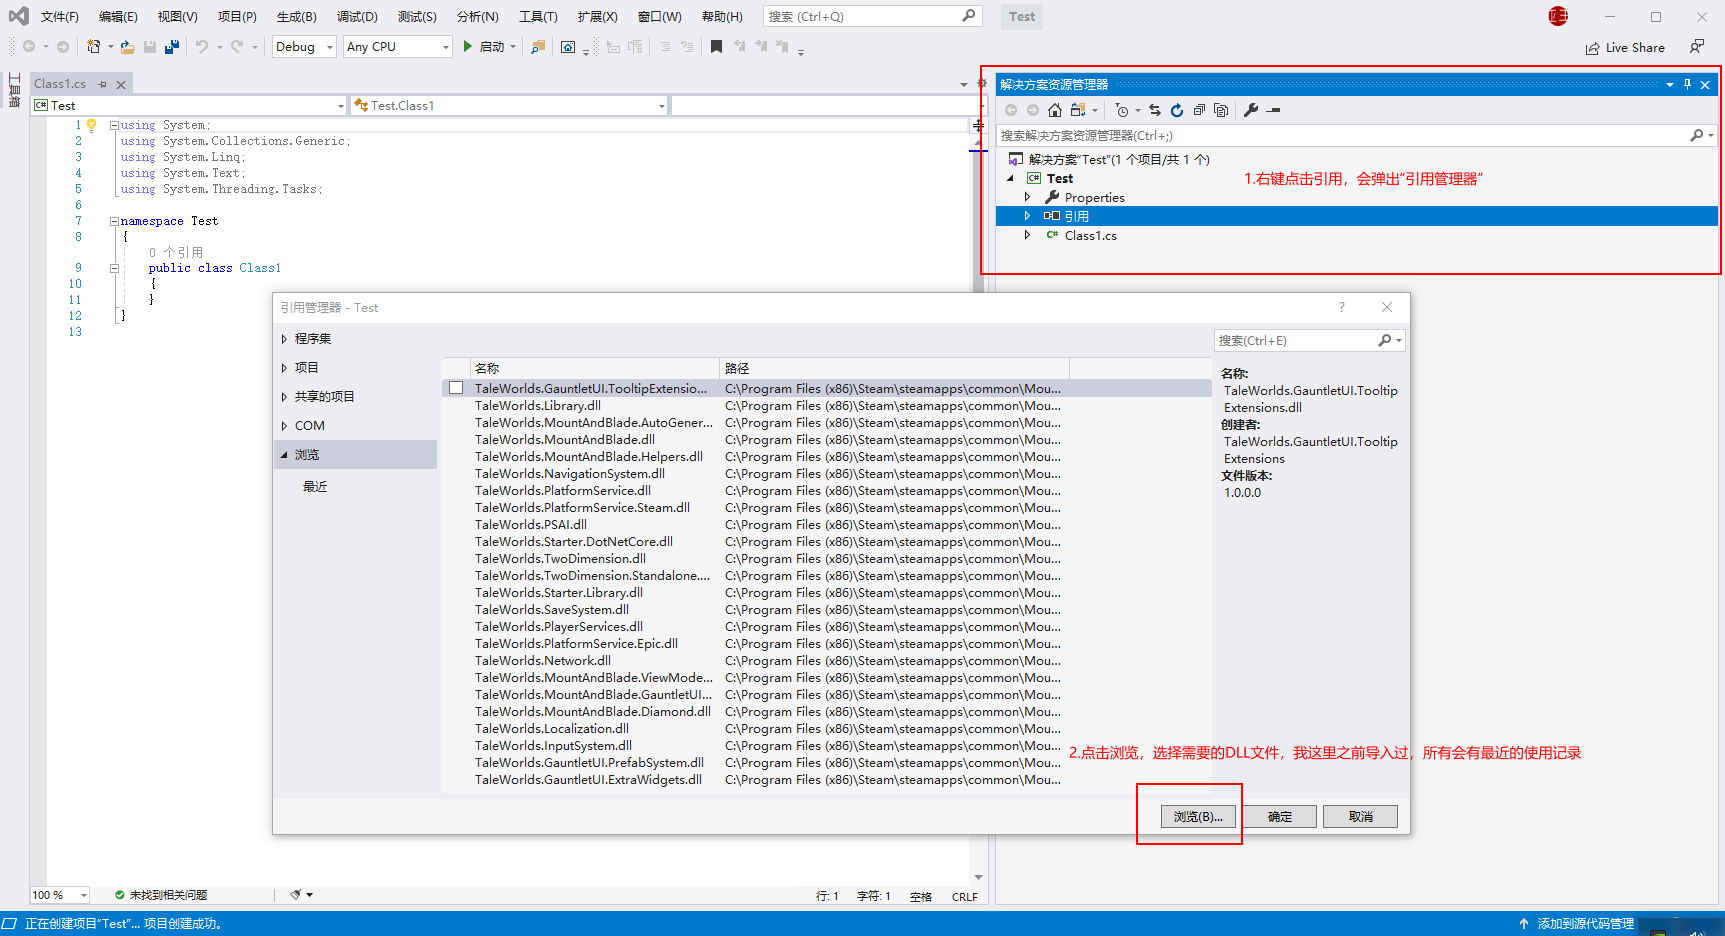 文件(F) 编辑(E) 视图(V) 项目(P) 生成(B) 调试(D) 测试(S) 分析(N) 工具(T) 扩展(X) 窗口(W) 帮助(H) 搜索 (Ctrl+Q) Test
Debug Any CPU 启动 Live Share
工具箱
Class1.cs
Test Test.Class1
1 using System;
2 using System.Collections.Generic;
3 using System.Linq;
4 using System.Text;
5 using System.Threading.Tasks;
6
7 namespace Test
8 {
0 个引用
9 public class Class1
10 {
11 }
12 }
13
解决方案资源管理器
搜索解决方案资源管理器(Ctrl+;)
解决方案"Test"(1 个项目/共 1 个)
C# Test
1.右键点击引用，会弹出"引用管理器"
Properties
引用
C# Class1.cs
引用管理器 - Test
程序集
项目
共享的项目
COM
浏览
最近
搜索(Ctrl+E)
名称 路径
TaleWorlds.GauntletUI.TooltipExtensio... C:\Program Files (x86)\Steam\steamapps\common\Mou...
TaleWorlds.Library.dll C:\Program Files (x86)\Steam\steamapps\common\Mou...
TaleWorlds.MountAndBlade.AutoGener... C:\Program Files (x86)\Steam\steamapps\common\Mou...
TaleWorlds.MountAndBlade.dll C:\Program Files (x86)\Steam\steamapps\common\Mou...
TaleWorlds.MountAndBlade.Helpers.dll C:\Program Files (x86)\Steam\steamapps\common\Mou...
TaleWorlds.NavigationSystem.dll C:\Program Files (x86)\Steam\steamapps\common\Mou...
TaleWorlds.PlatformService.dll C:\Program Files (x86)\Steam\steamapps\common\Mou...
TaleWorlds.PlatformService.Steam.dll C:\Program Files (x86)\Steam\steamapps\common\Mou...
TaleWorlds.PSAI.dll C:\Program Files (x86)\Steam\steamapps\common\Mou...
TaleWorlds.Starter.DotNetCore.dll C:\Program Files (x86)\Steam\steamapps\common\Mou...
TaleWorlds.TwoDimension.dll C:\Program Files (x86)\Steam\steamapps\common\Mou...
TaleWorlds.TwoDimension.Standalone.... C:\Program Files (x86)\Steam\steamapps\common\Mou...
TaleWorlds.Starter.Library.dll C:\Program Files (x86)\Steam\steamapps\common\Mou...
TaleWorlds.SaveSystem.dll C:\Program Files (x86)\Steam\steamapps\common\Mou...
TaleWorlds.PlayerServices.dll C:\Program Files (x86)\Steam\steamapps\common\Mou...
TaleWorlds.PlatformService.Epic.dll C:\Program Files (x86)\Steam\steamapps\common\Mou...
TaleWorlds.Network.dll C:\Program Files (x86)\Steam\steamapps\common\Mou...
TaleWorlds.MountAndBlade.ViewMode... C:\Program Files (x86)\Steam\steamapps\common\Mou...
TaleWorlds.MountAndBlade.GauntletUI... C:\Program Files (x86)\Steam\steamapps\common\Mou...
TaleWorlds.MountAndBlade.Diamond.dll C:\Program Files (x86)\Steam\steamapps\common\Mou...
TaleWorlds.Localization.dll C:\Program Files (x86)\Steam\steamapps\common\Mou...
TaleWorlds.InputSystem.dll C:\Program Files (x86)\Steam\steamapps\common\Mou...
TaleWorlds.GauntletUI.PrefabSystem.dll C:\Program Files (x86)\Steam\steamapps\common\Mou...
TaleWorlds.GauntletUI.ExtraWidgets.dll C:\Program Files (x86)\Steam\steamapps\common\Mou...
名称:
TaleWorlds.GauntletUI.Tooltip
Extensions.dll
创建者:
TaleWorlds.GauntletUI.Tooltip
Extensions
文件版本:
1.0.0.0
2.点击浏览，选择需要的DLL文件，我这里之前导入过，所有会有最近的使用记录
浏览(B)... 确定 取消
100 % 未找到相关问题 行: 1 字符: 1 空格 CRLF
正在创建项目"Test"... 项目创建成功。 添加到源代码管理